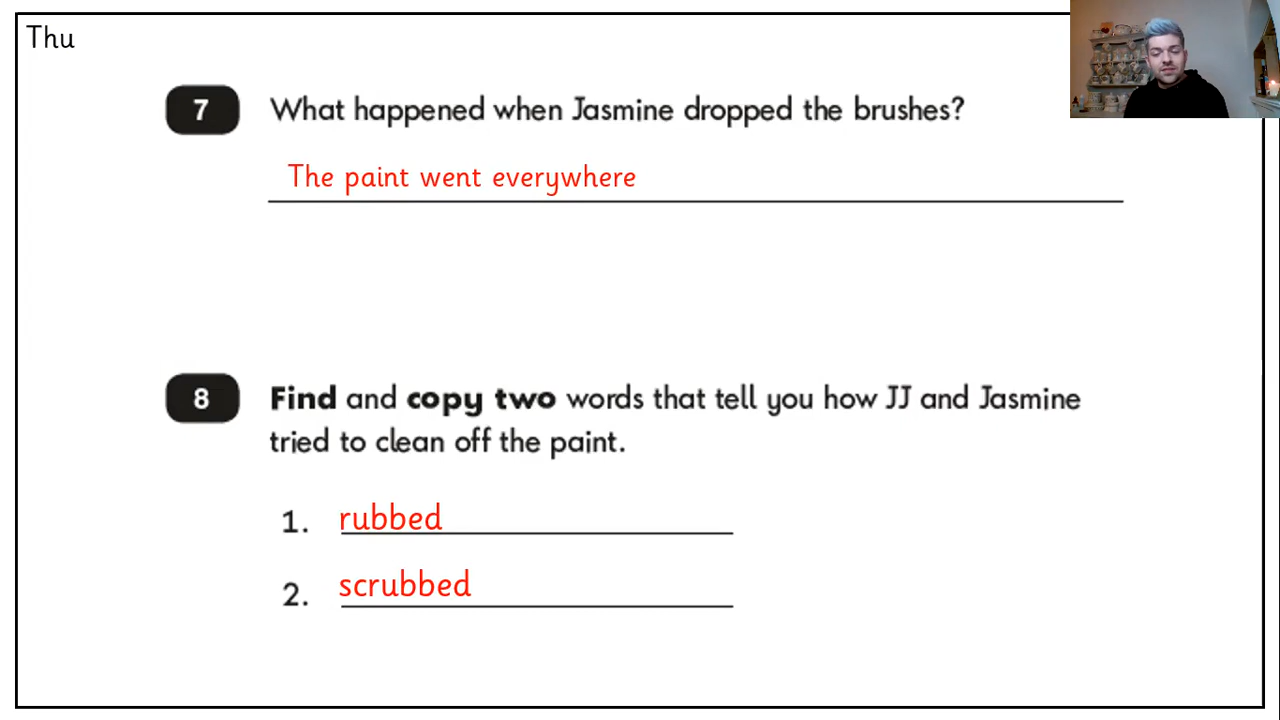 Thu
7 What happened when Jasmine dropped the brushes?
The paint went everywhere
8 Find and copy two words that tell you how JJ and Jasmine
tried to clean off the paint.
1. rubbed
2. scrubbed